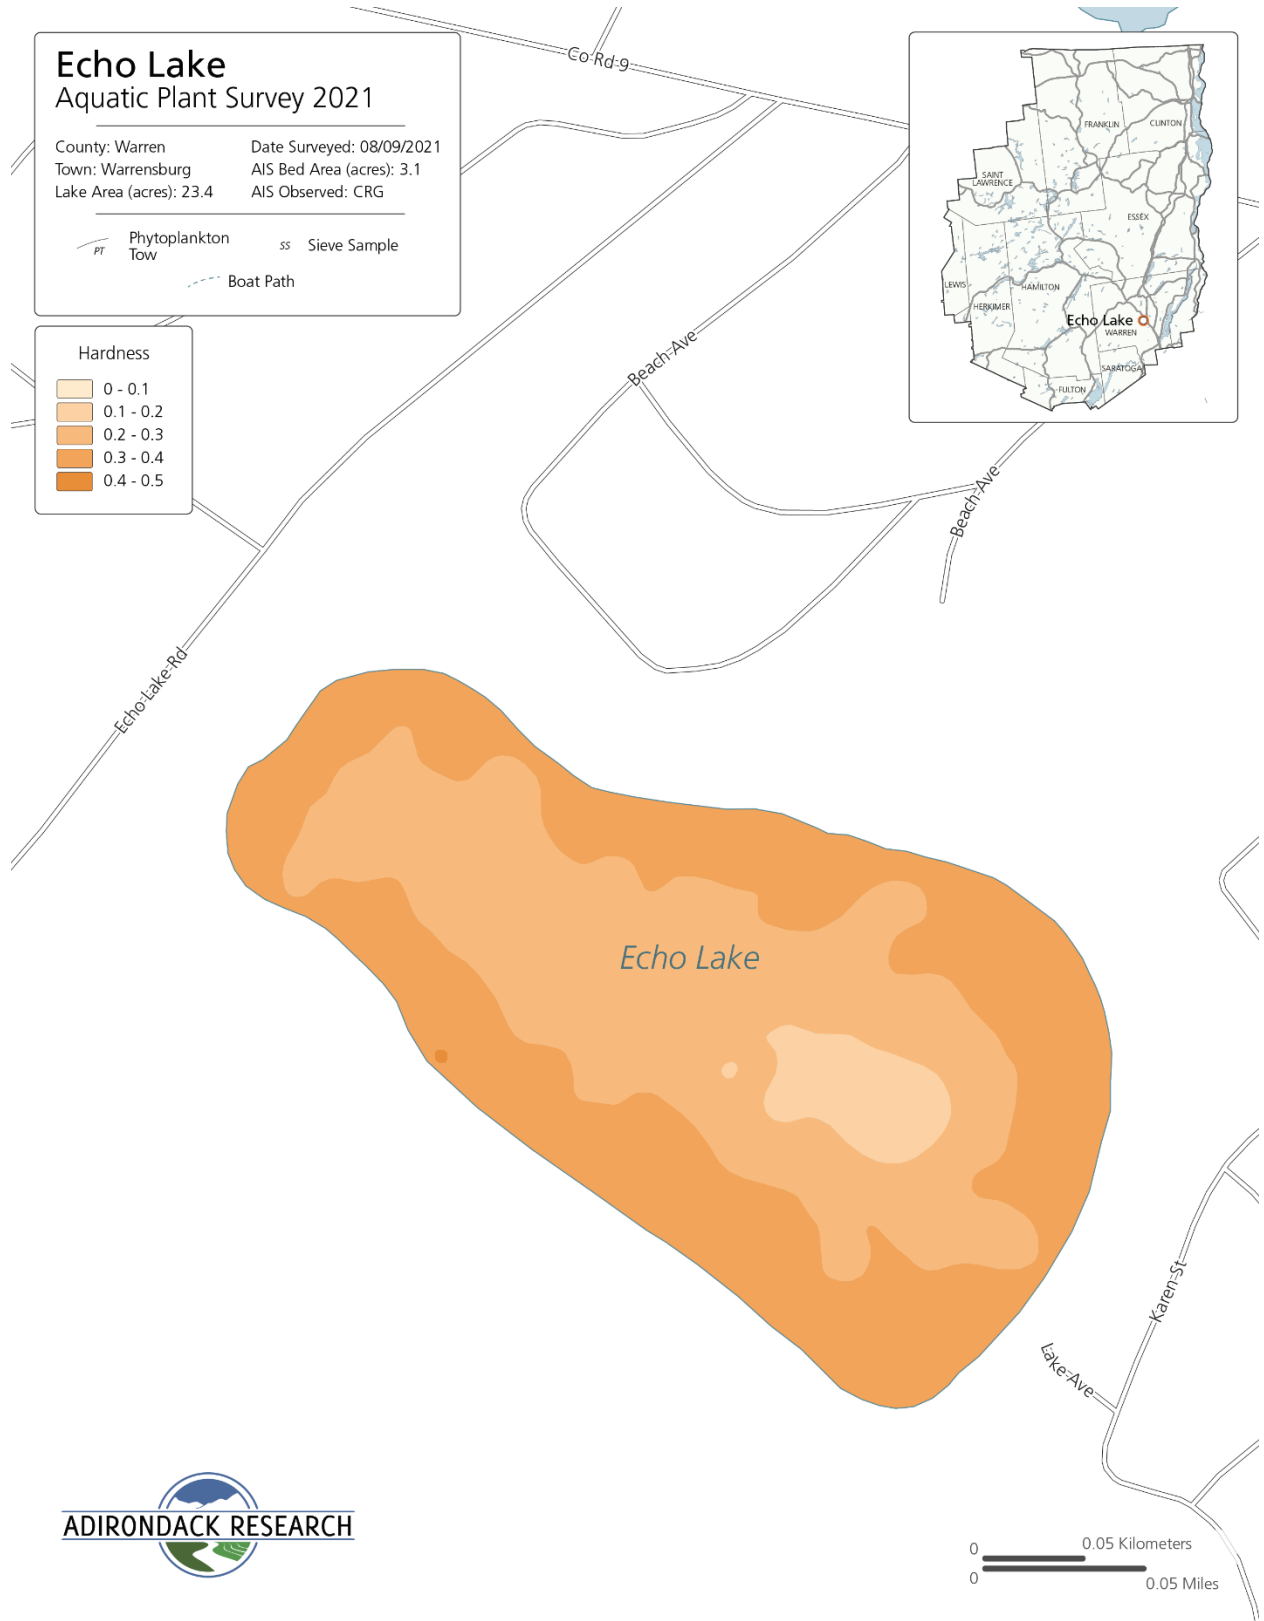 Echo Lake
Aquatic Plant Survey 2021
County: Warren
Date Surveyed: 08/09/2021
Town: Warrensburg
AIS Bed Area (acres): 3.1
Lake Area (acres): 23.4
AIS Observed: CRG
PT
Phytoplankton
Tow
SS
Sieve Sample
Boat Path
Hardness
0 - 0.1
0.1 - 0.2
0.2 - 0.3
0.3 - 0.4
0.4 - 0.5
Co Rd 9
FRANKLIN
CLINTON
SAINT
LAWRENCE
ESSEX
LEWIS
HAMILTON
HERKIMER
Echo Lake
WARREN
SARATOGA
FULTON
Beach Ave
Beach Ave
Echo Lake Rd
Echo Lake
Karen St
Lake Ave
ADIRONDACK RESEARCH
0
0.05 Kilometers
0
0.05 Miles